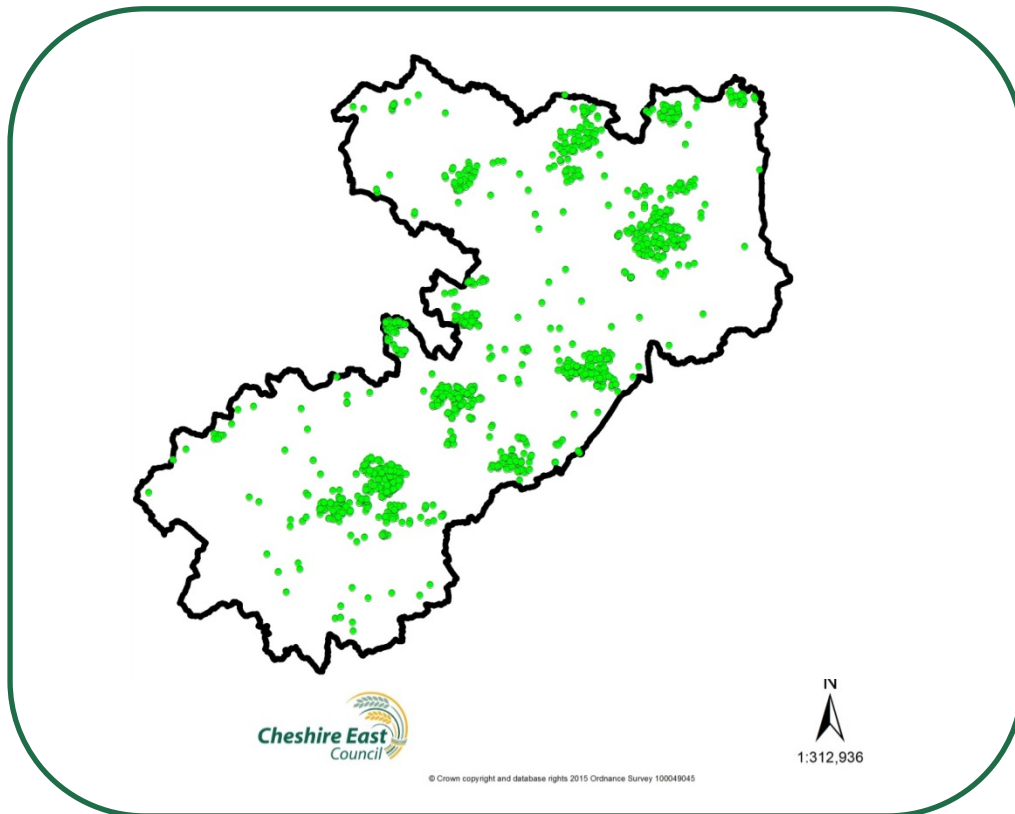 Cheshire East
Council
N
1:312,936
© Crown copyright and database rights 2015 Ordnance Survey 100049045